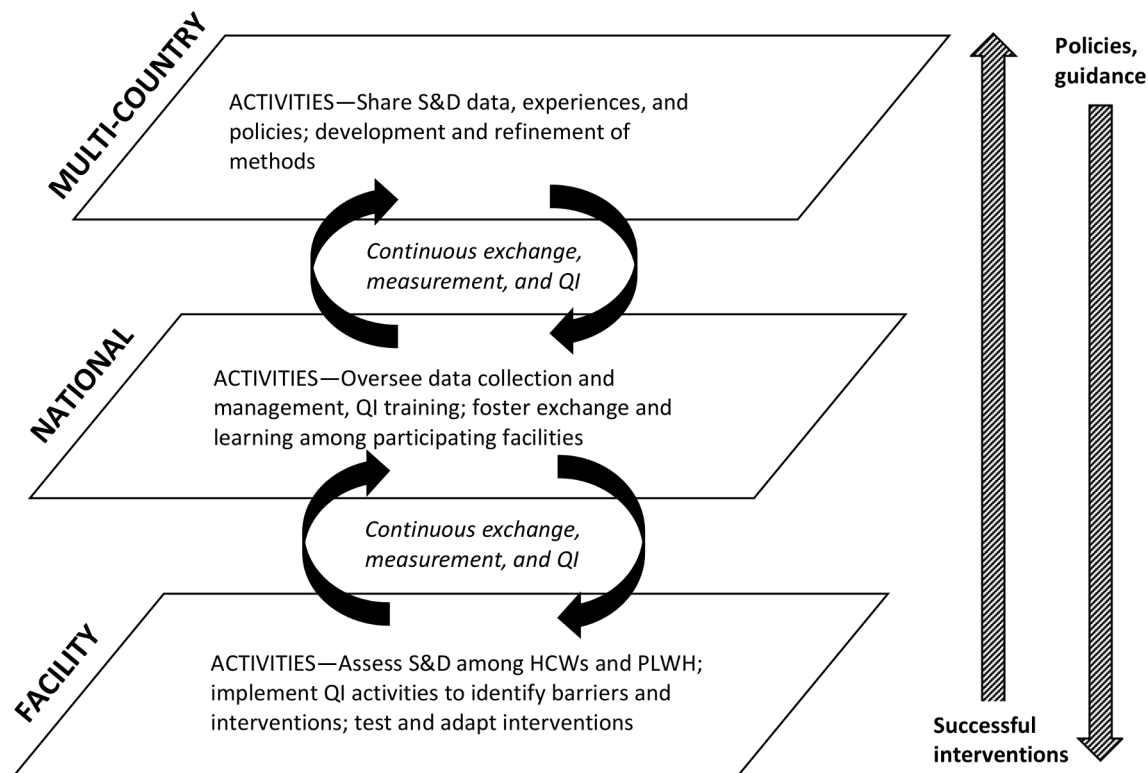 MULTI-COUNTRY
ACTIVITIES—Share S&D data, experiences, and
policies; development and refinement of
methods
Policies,
guidance
Continuous exchange,
measurement, and QI
NATIONAL
ACTIVITIES—Oversee data collection and
management, QI training; foster exchange and
learning among participating facilities
Continuous exchange,
measurement, and QI
FACILITY
ACTIVITIES—Assess S&D among HCWs and PLWH;
implement QI activities to identify barriers and
interventions; test and adapt interventions
Successful
interventions